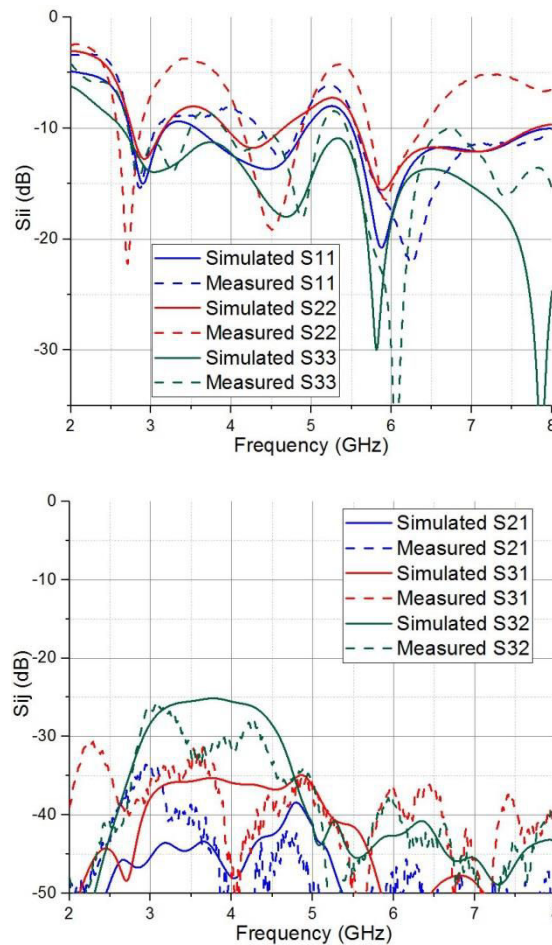 0
-10
-20
-30
Sii (dB)
Simulated S11
Measured S11
Simulated S22
Measured S22
Simulated S33
Measured S33
2 3 4 5 6 7 8
Frequency (GHz)
0
-10
-20
-30
-40
-50
Sij (dB)
Simulated S21
Measured S21
Simulated S31
Measured S31
Simulated S32
Measured S32
2 3 4 5 6 7
Frequency (GHz)